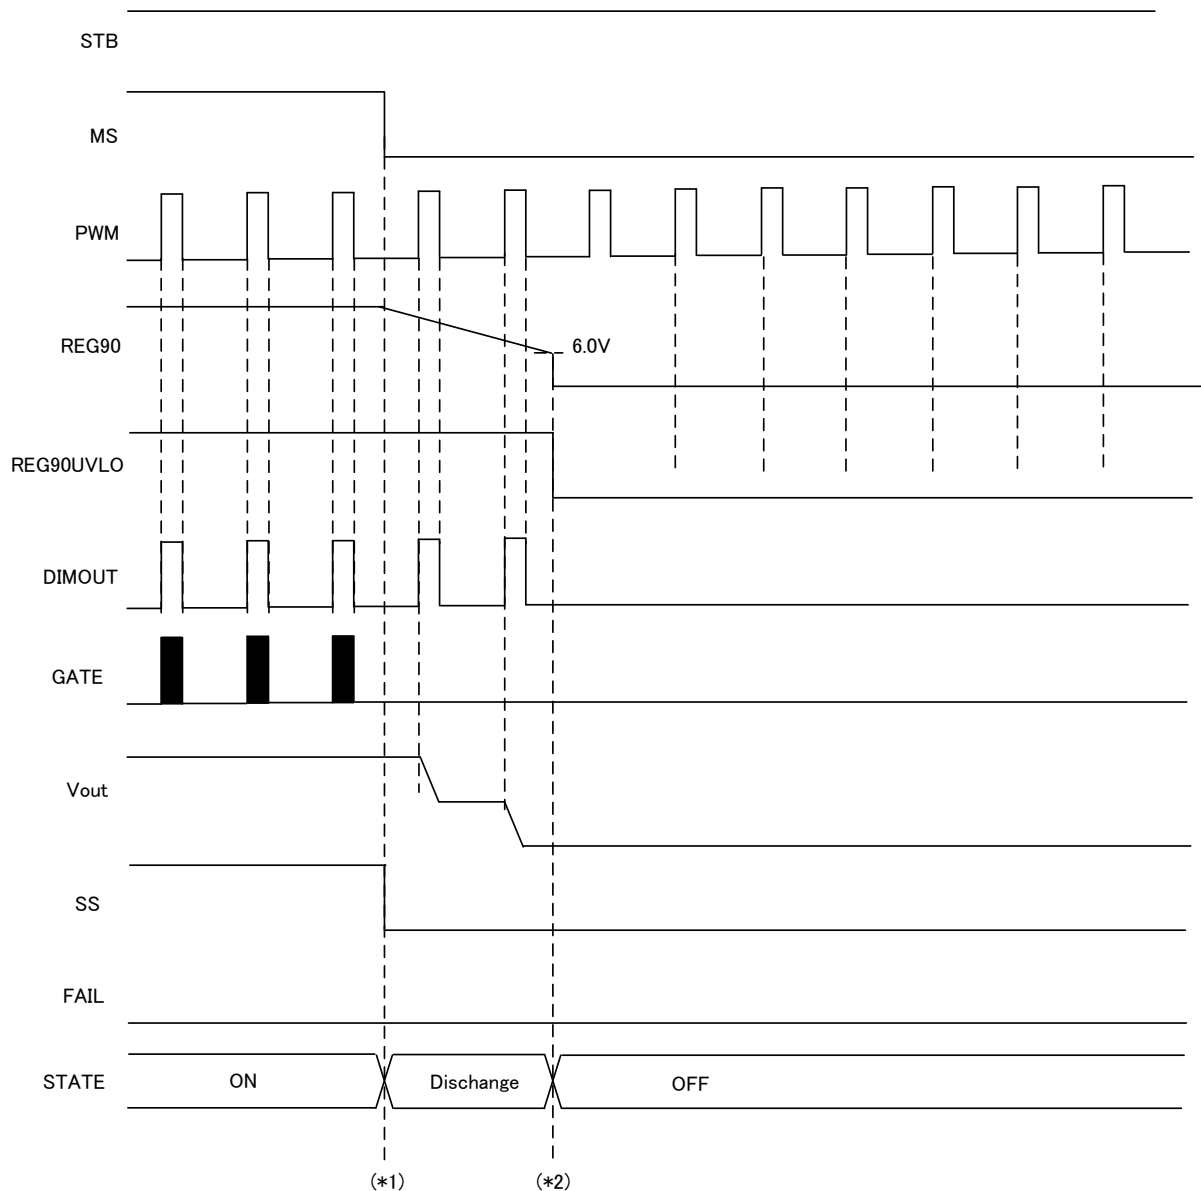 STB
MS
PWM
REG90
6.0V
REG90UVLO
DIMOUT
GATE
Vout
SS
FAIL
STATE
ON
Dischange
OFF
(*1)
(*2)